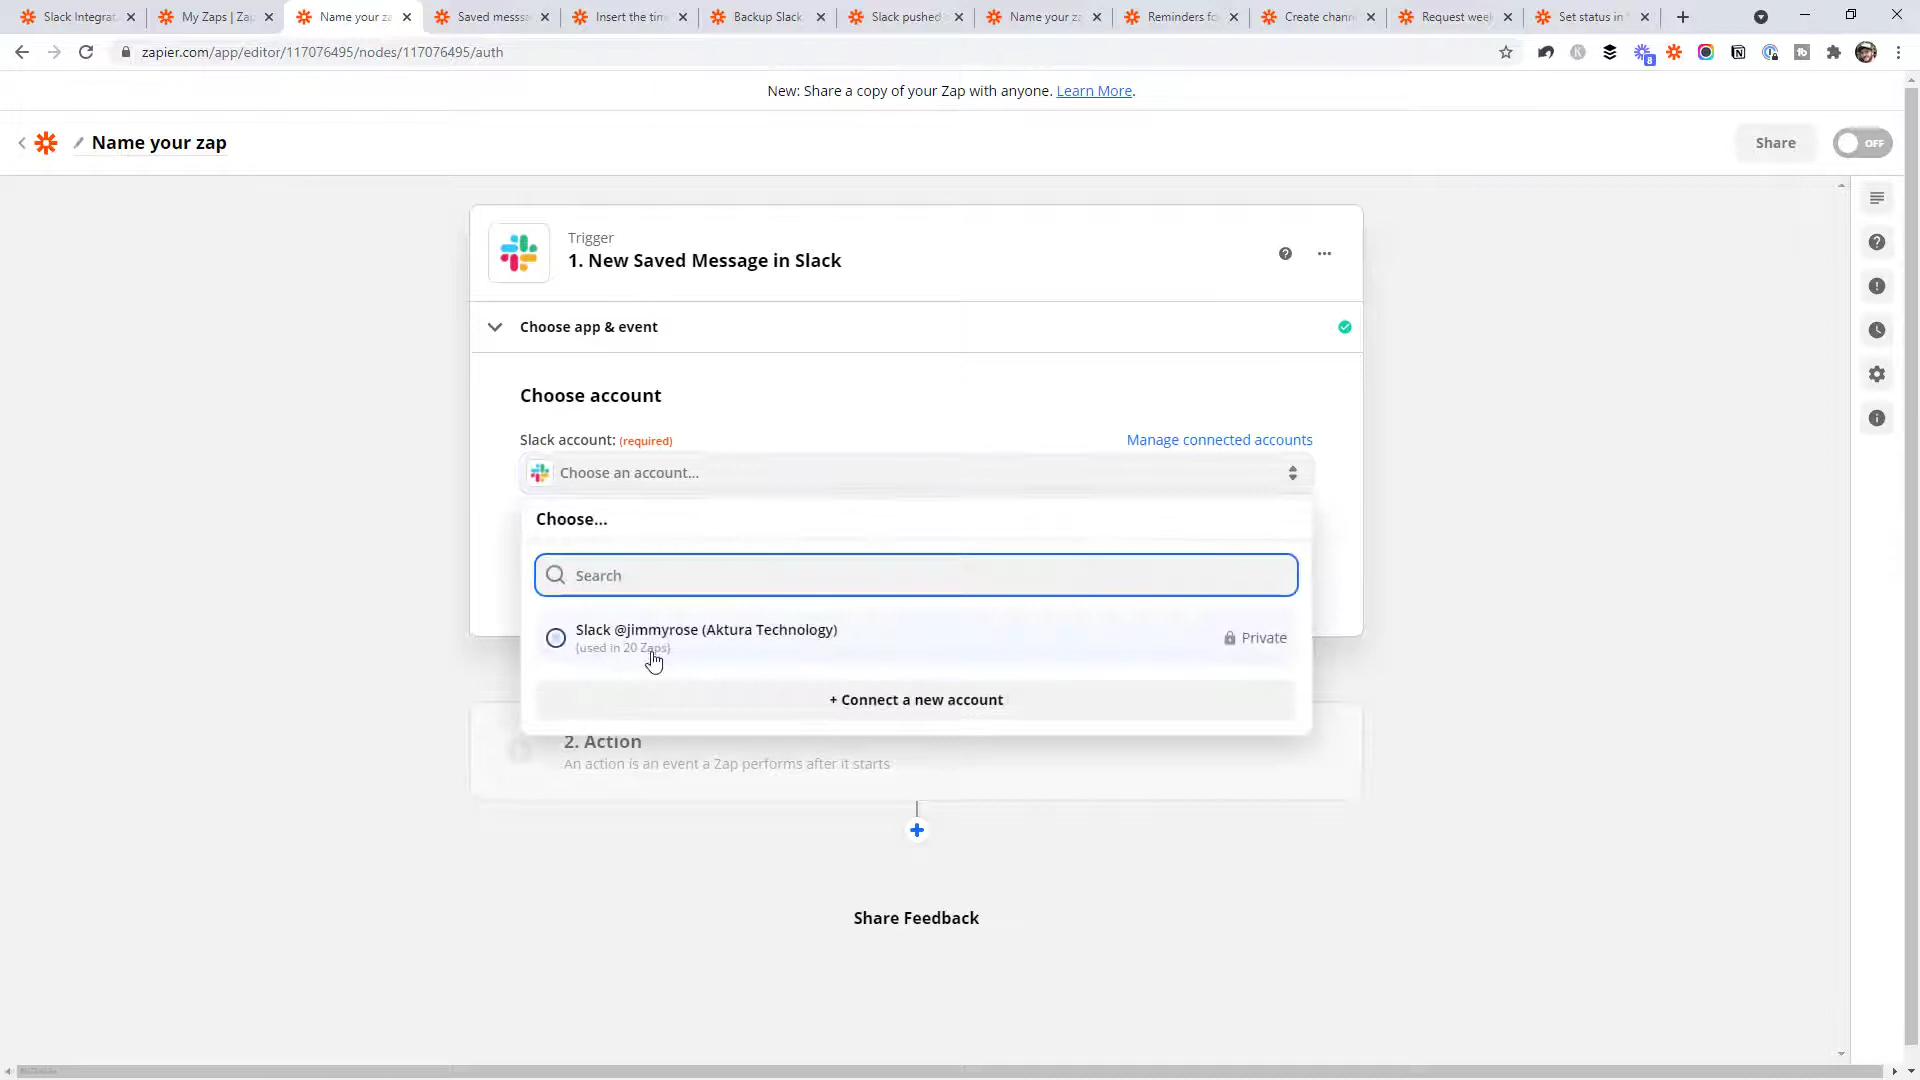 Slack Integrat
My Zaps | Za
Name your za
Saved messa
Insert the tim
Backup Slack
Slack pushed
Name your za
Reminders fo
Create chann
Request week
Set status in
zapier.com/app/editor/117076495/nodes/117076495/auth
8
New: Share a copy of your Zap with anyone. Learn More.
Name your zap
Share
OFF
Trigger
1. New Saved Message in Slack
Choose app & event
Choose account
Slack account: (required)
Manage connected accounts
Choose an account...
Choose...
Search
Slack @jimmyrose (Aktura Technology)
(used in 20 Zaps)
Private
+ Connect a new account
2. Action
An action is an event a Zap performs after it starts
Share Feedback